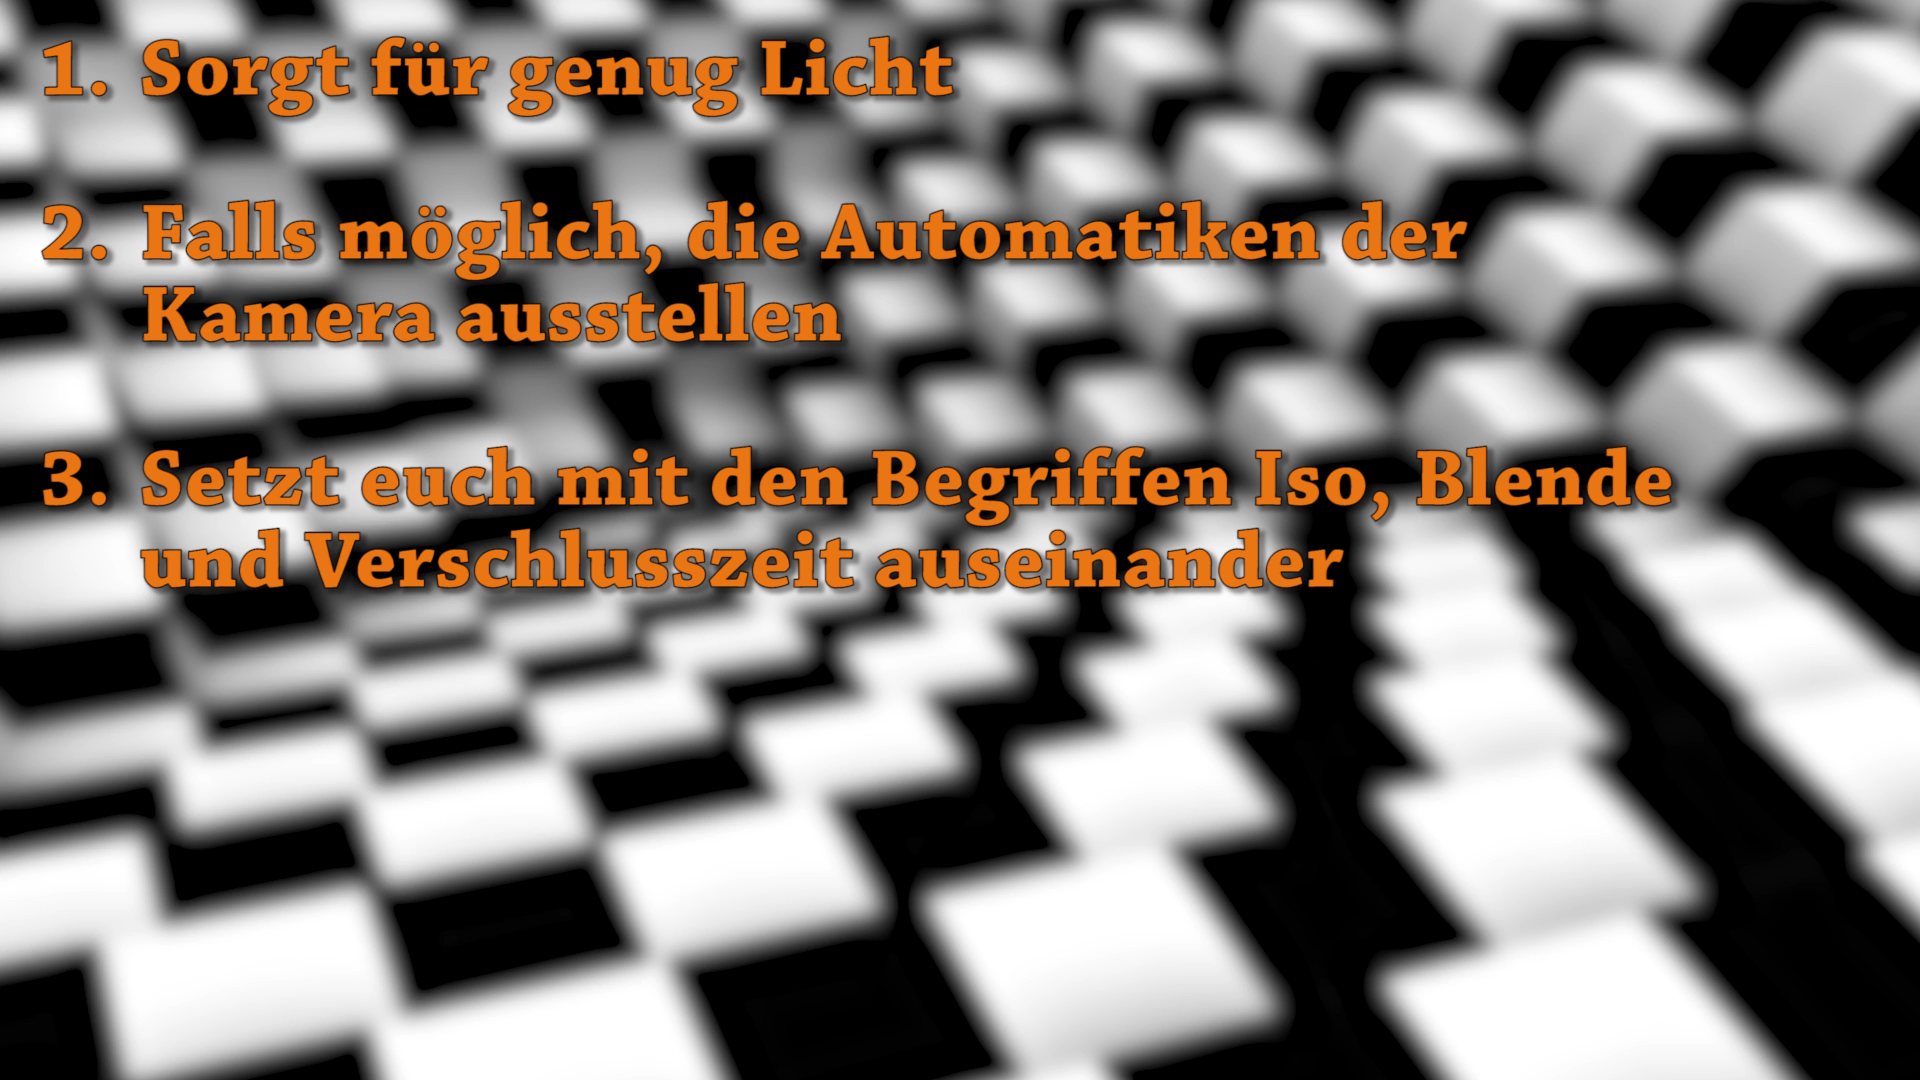 1. Sorgt für genug Licht
2. Falls möglich, die Automatiken der
Kamera ausstellen
3. Setzt euch mit den Begriffen Iso, Blende
und Verschlusszeit auseinander